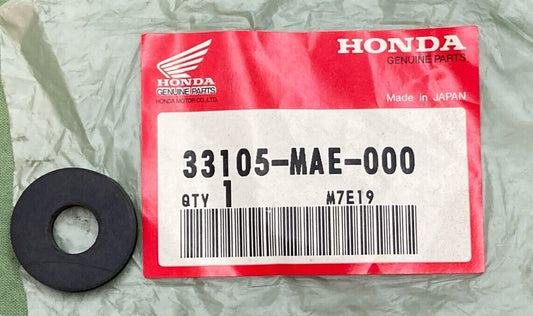 HONDA
GENUINE PARTS
HONDA MOTOR CO., LTD.
HONDA
GENUINE PARTS
Made in JAPAN
33105-MAE-000
QTY 1 M7E19